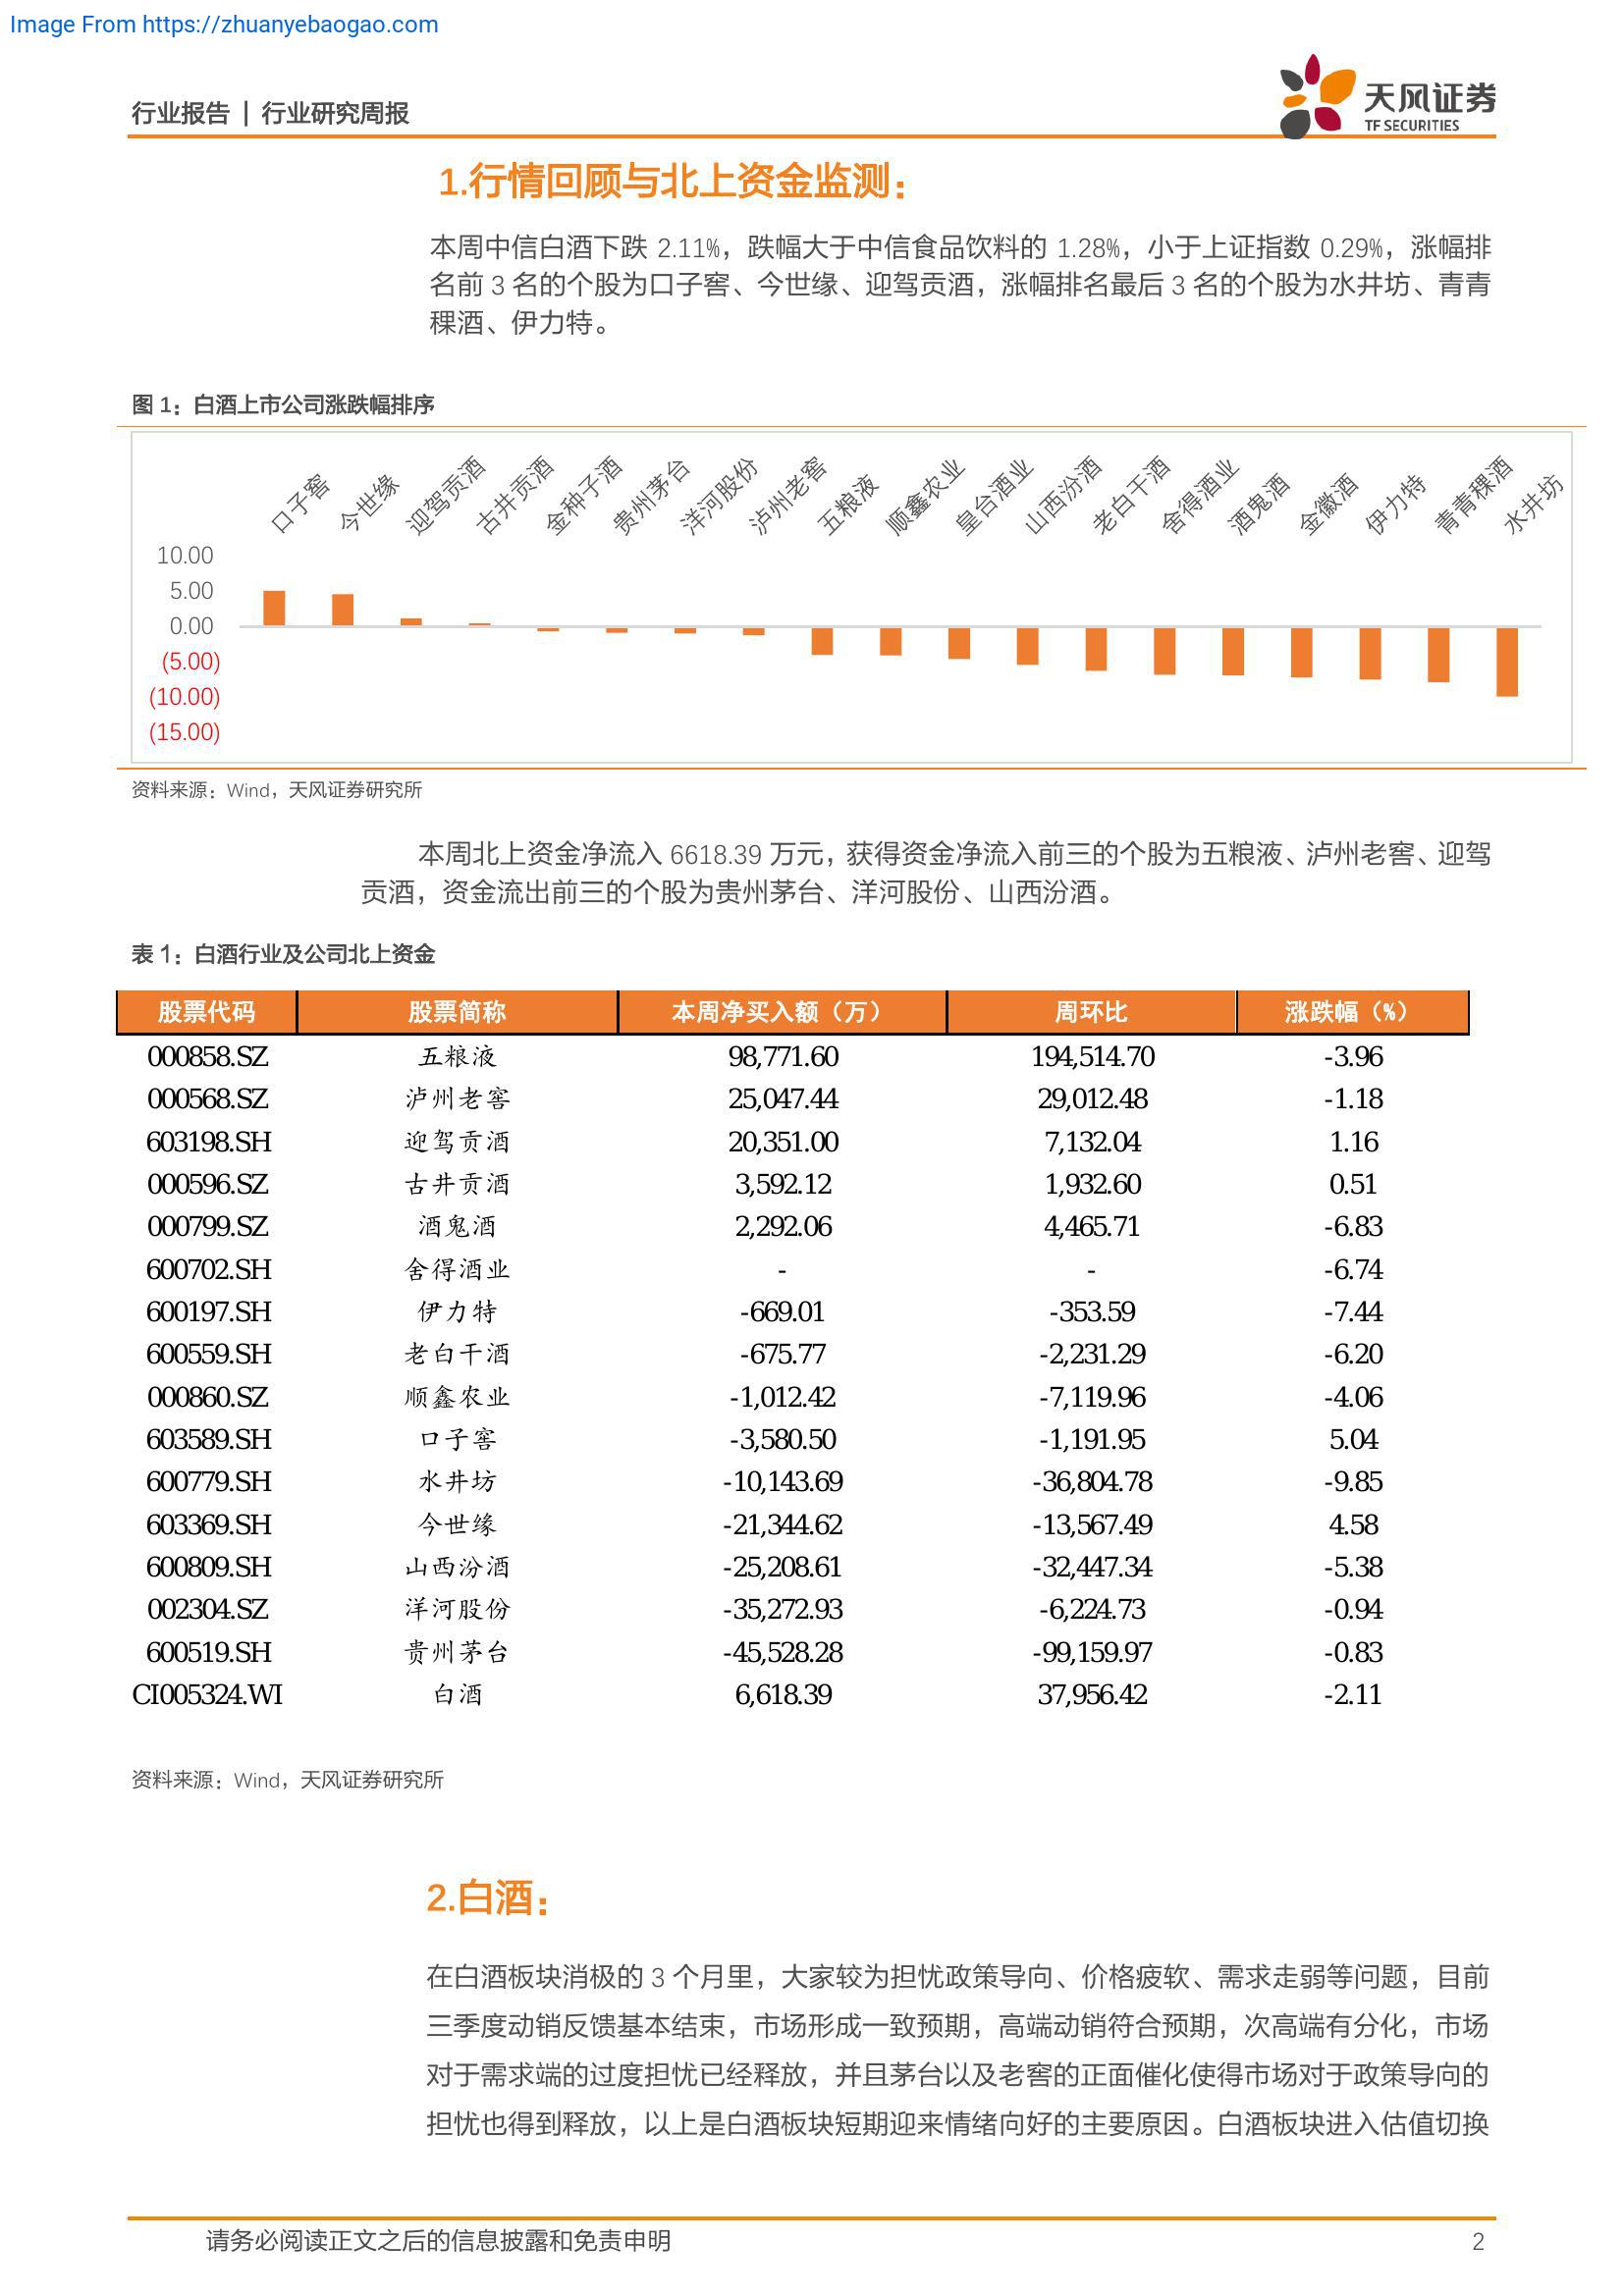 Image From https://zhuanyebaogao.com
行业报告 | 行业研究周报
天风证券
TF SECURITIES
1.行情回顾与北上资金监测：
本周中信白酒下跌 2.11%，跌幅大于中信食品饮料的 1.28%，小于上证指数 0.29%，涨幅排
名前 3 名的个股为口子窖、今世缘、迎驾贡酒，涨幅排名最后 3 名的个股为水井坊、青青
稞酒、伊力特。
图 1：白酒上市公司涨跌幅排序
口子窖 今世缘 迎驾贡酒 古井贡酒 金种子酒 贵州茅台 洋河股份 泸州老窖 五粮液 顺鑫农业 皇台酒业 山西汾酒 老白干酒 舍得酒业 酒鬼酒 金徽酒 伊力特 青青稞酒 水井坊
10.00
5.00
0.00
(5.00)
(10.00)
(15.00)
资料来源：Wind，天风证券研究所
本周北上资金净流入 6618.39 万元，获得资金净流入前三的个股为五粮液、泸州老窖、迎驾
贡酒，资金流出前三的个股为贵州茅台、洋河股份、山西汾酒。
表 1：白酒行业及公司北上资金
股票代码 股票简称 本周净买入额（万） 周环比 涨跌幅（%）
000858.SZ 五粮液 98,771.60 194,514.70 -3.96
000568.SZ 泸州老窖 25,047.44 29,012.48 -1.18
603198.SH 迎驾贡酒 20,351.00 7,132.04 1.16
000596.SZ 古井贡酒 3,592.12 1,932.60 0.51
000799.SZ 酒鬼酒 2,292.06 4,465.71 -6.83
600702.SH 舍得酒业 - - -6.74
600197.SH 伊力特 -669.01 -353.59 -7.44
600559.SH 老白干酒 -675.77 -2,231.29 -6.20
000860.SZ 顺鑫农业 -1,012.42 -7,119.96 -4.06
603589.SH 口子窖 -3,580.50 -1,191.95 5.04
600779.SH 水井坊 -10,143.69 -36,804.78 -9.85
603369.SH 今世缘 -21,344.62 -13,567.49 4.58
600809.SH 山西汾酒 -25,208.61 -32,447.34 -5.38
002304.SZ 洋河股份 -35,272.93 -6,224.73 -0.94
600519.SH 贵州茅台 -45,528.28 -99,159.97 -0.83
CI005324.WI 白酒 6,618.39 37,956.42 -2.11
资料来源：Wind，天风证券研究所
2.白酒：
在白酒板块消极的 3 个月里，大家较为担忧政策导向、价格疲软、需求走弱等问题，目前
三季度动销反馈基本结束，市场形成一致预期，高端动销符合预期，次高端有分化，市场
对于需求端的过度担忧已经释放，并且茅台以及老窖的正面催化使得市场对于政策导向的
担忧也得到释放，以上是白酒板块短期迎来情绪向好的主要原因。白酒板块进入估值切换
请务必阅读正文之后的信息披露和免责申明 2